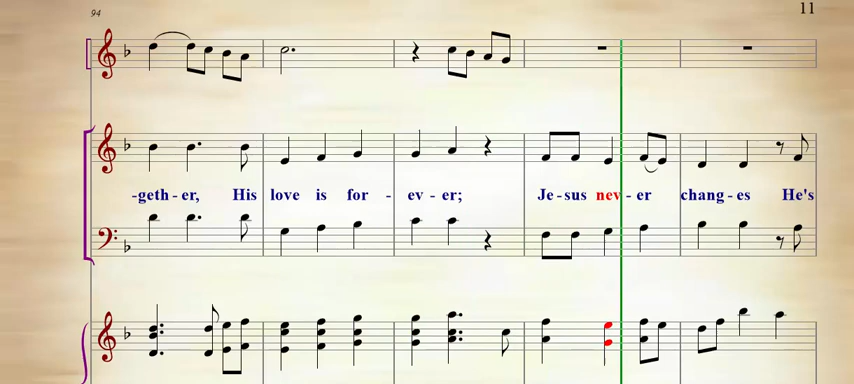 94
11
-geth - er, His love is for - ev - er; Je - sus nev - er chang - es He's